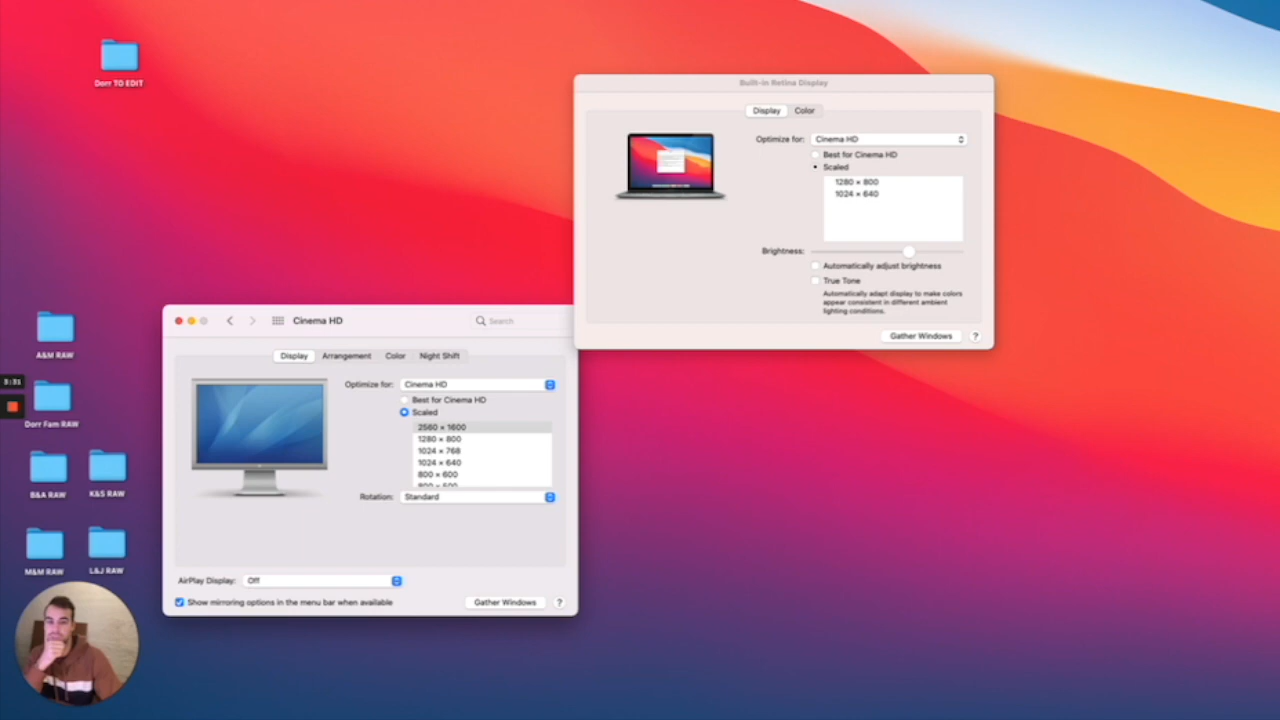 Dorr TO EDIT
Built-in Retina Display
Display Color
Optimize for: Cinema HD
Best for Cinema HD
Scaled
1280 × 800
1024 × 640
Brightness:
Automatically adjust brightness
True Tone
Automatically adapt display to make colors
appear consistent in different ambient
lighting conditions.
Gather Windows ?
A&M RAW
3:31
Dorr Fam RAW
B&A RAW
K&S RAW
M&M RAW
L&J RAW
Cinema HD
Search
Display Arrangement Color Night Shift
Optimize for: Cinema HD
Best for Cinema HD
Scaled
2560 × 1600
1280 × 800
1024 × 768
1024 × 640
800 × 600
800 × 500
Rotation: Standard
AirPlay Display: Off
Show mirroring options in the menu bar when available
Gather Windows ?